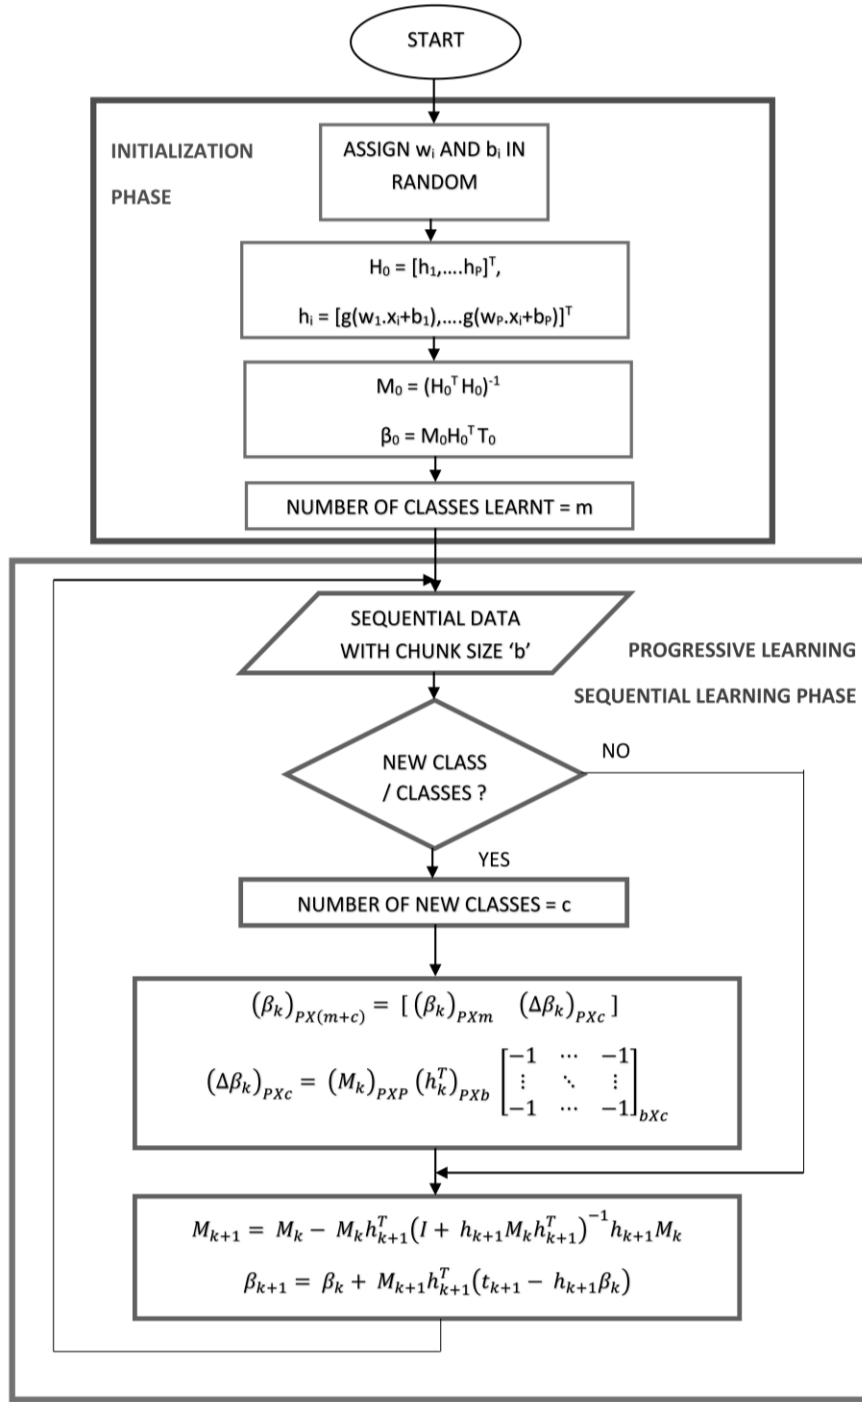 START
INITIALIZATION
PHASE
ASSIGN wᵢ AND bᵢ IN
RANDOM
H₀ = [h₁,....h_P]ᵀ,
hᵢ = [g(w₁.xᵢ+b₁),....g(w_P.xᵢ+b_P)]ᵀ
M₀ = (H₀ᵀ H₀)⁻¹
β₀ = M₀H₀ᵀ T₀
NUMBER OF CLASSES LEARNT = m
SEQUENTIAL DATA
WITH CHUNK SIZE ‘b’
PROGRESSIVE LEARNING
SEQUENTIAL LEARNING PHASE
NEW CLASS
/ CLASSES ?
NO
YES
NUMBER OF NEW CLASSES = c
(β_k)_{PX(m+c)} = [ (β_k)_{PXm} (Δβ_k)_{PXc} ]
(Δβ_k)_{PXc} = (M_k)_{PXP} (h_k^T)_{PXb} [−1 ⋯ −1
⋮ ⋱ ⋮
−1 ⋯ −1]_{bXc}
M_{k+1} = M_k − M_k h_{k+1}^T (I + h_{k+1} M_k h_{k+1}^T)^{−1} h_{k+1} M_k
β_{k+1} = β_k + M_{k+1} h_{k+1}^T (t_{k+1} − h_{k+1} β_k)